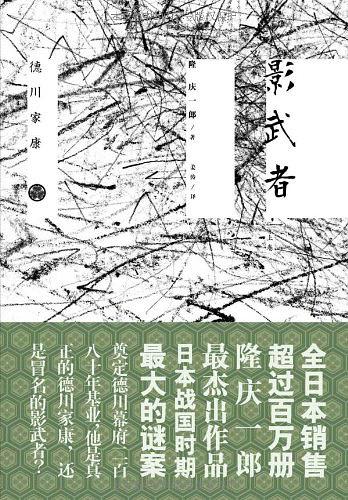 影武者
隆庆一郎/著
/译
德川家康
全日本销售
超过百万册
隆庆一郎
最杰出作品
日本战国时期
最大的谜案
奠定德川幕府二百
八十年基业,他是真
正的德川家康,还
是冒名的影武者?